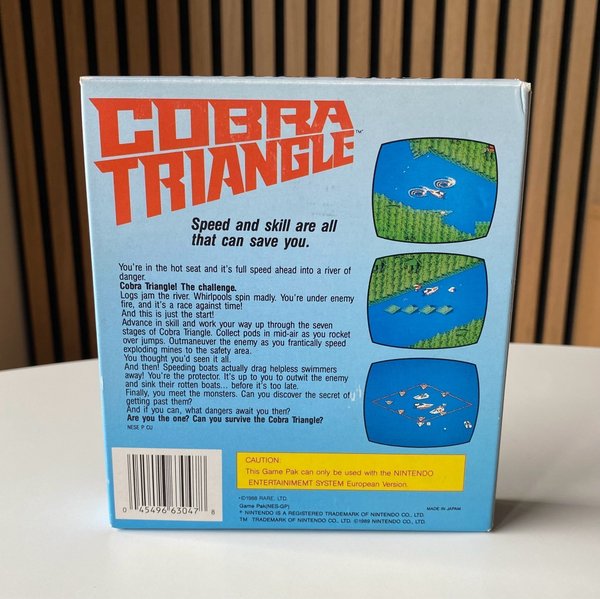 COBRA
TRIANGLE™
Speed and skill are all
that can save you.
You're in the hot seat and it's full speed ahead into a river of
danger.
Cobra Triangle! The challenge.
Logs jam the river. Whirlpools spin madly. You're under enemy
fire, and it's a race against time!
And this is just the start!
Advance in skill and work your way up through the seven
stages of Cobra Triangle. Collect pods in mid-air as you rocket
over jumps. Outmaneuver the enemy as you frantically speed
exploding mines to the safety area.
You thought you'd seen it all.
And then! Speeding boats actually drag helpless swimmers
away! You're the protector. It's up to you to outwit the enemy
and sink their rotten boats... before it's too late.
Finally, you meet the monsters. Can you discover the secret of
getting past them?
And if you can, what dangers await you then?
Are you the one? Can you survive the Cobra Triangle?
NESE P CU
CAUTION:
This Game Pak can only be used with the NINTENDO
ENTERTAINIMEMT SYSTEM European Version.
0 45496 63047 8
©1988 RARE, LTD
Game Pak(NES-GP)
MADE IN JAPAM
® NINTENDO IS A REGISTERED TRADEMARK OF NINTENDO CO., LTD.
TM TRADEMARK OF NINTENDO CO., LTD. ©1989 NINTENDO CO., LTD.